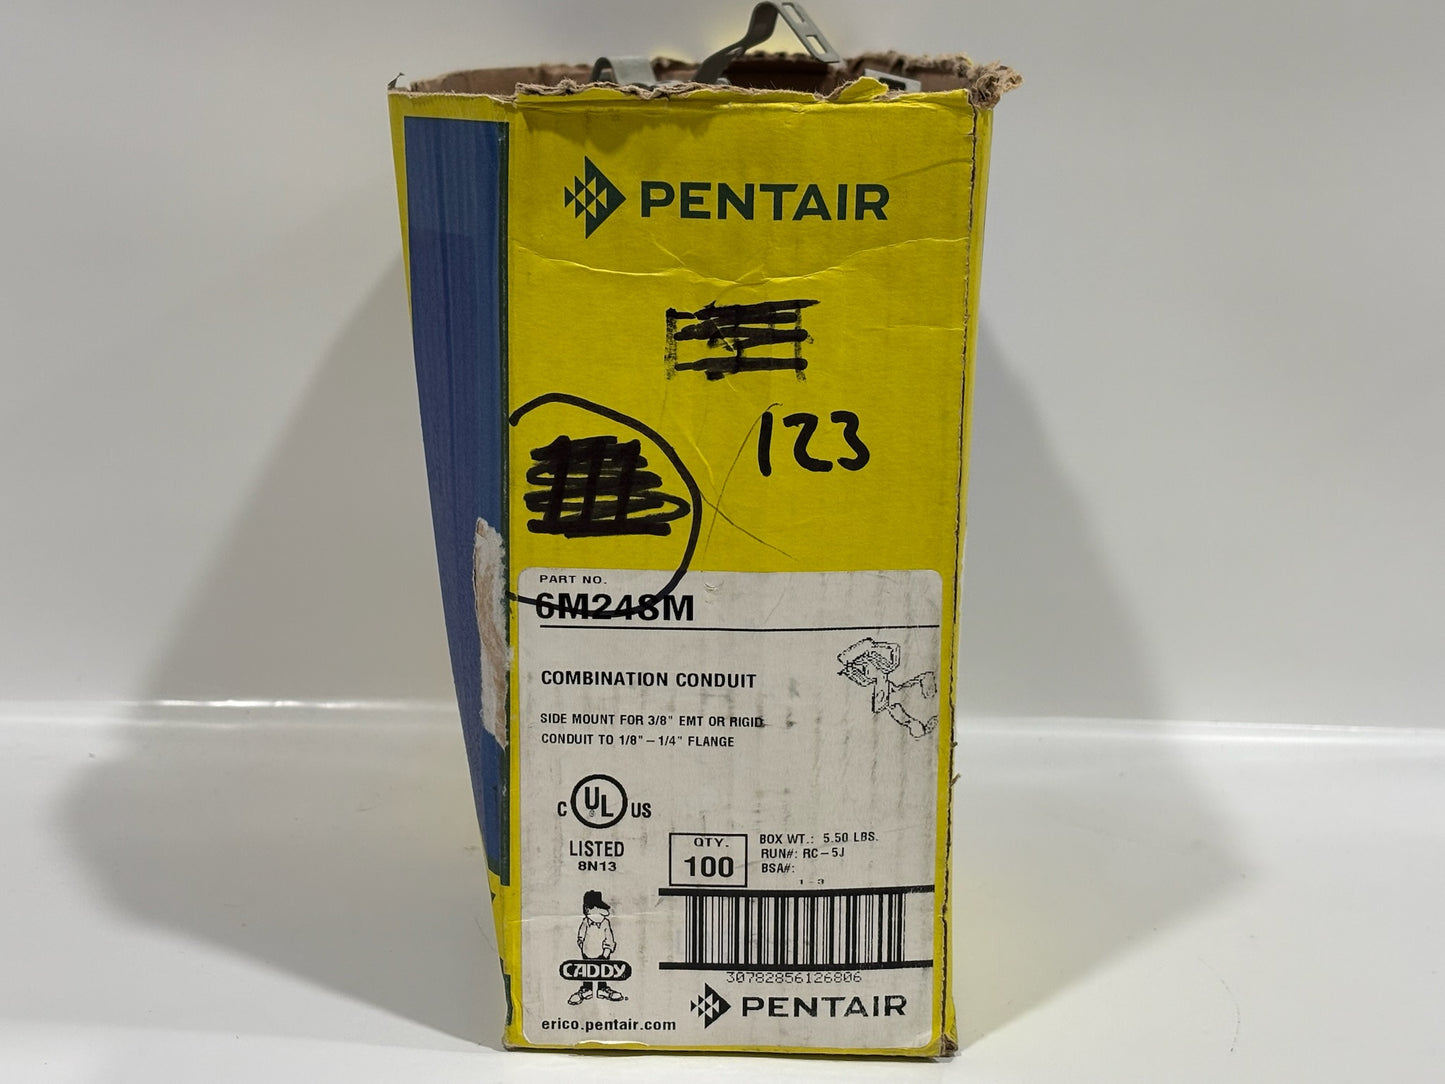 PENTAIR
123
PART NO.
6M24SM
COMBINATION CONDUIT
SIDE MOUNT FOR 3/8" EMT OR RIGID
CONDUIT TO 1/8" – 1/4" FLANGE
C UL US
LISTED
8N13
QTY.
100
BOX WT.: 5.50 LBS.
RUN#: RC-5J
BSA#:
1-3
CADDY
30782856126806
PENTAIR
erico.pentair.com